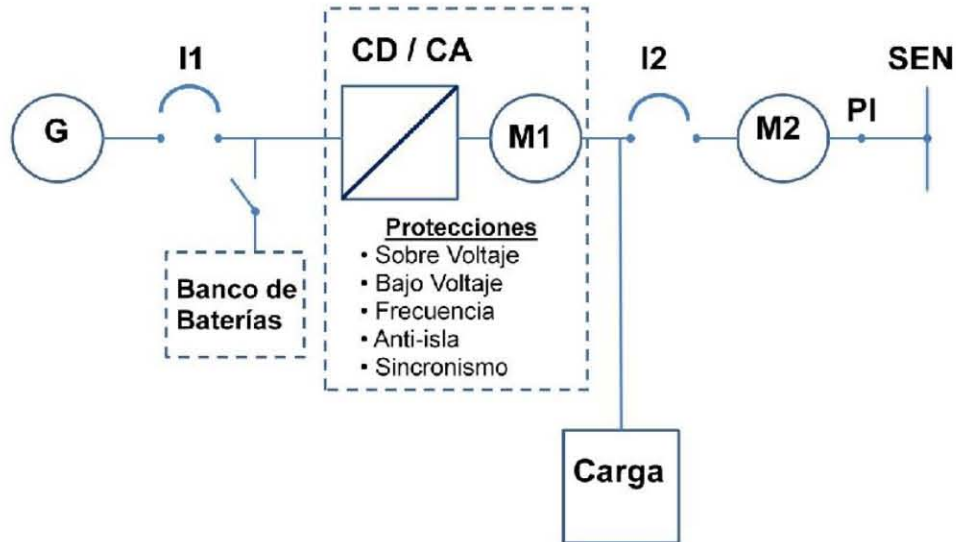 CD / CA
I1
I2
SEN
G
M1
M2
PI
Protecciones
• Sobre Voltaje
• Bajo Voltaje
• Frecuencia
• Anti-isla
• Sincronismo
Banco de
Baterías
Carga